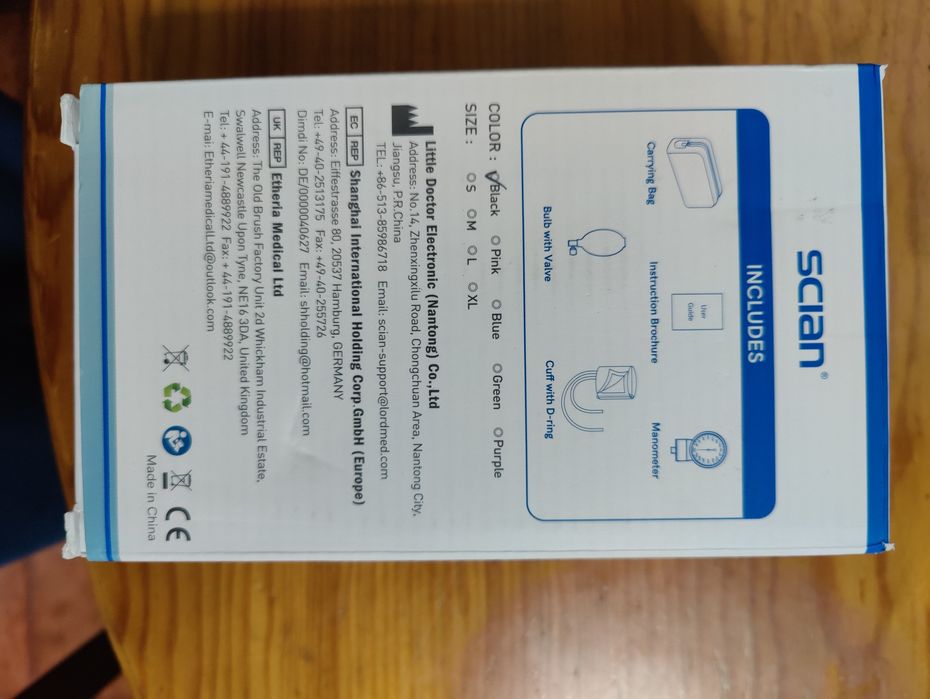 scian®
INCLUDES
User
Guide
Carrying Bag
Instruction Brochure
Manometer
Bulb with Valve
Cuff with D-ring
COLOR : Black Pink Blue Green Purple
SIZE : S M L XL
Little Doctor Electronic (Nantong) Co.,Ltd
Address: No.14, Zhenxingxilu Road, Chongchuan Area, Nantong City,
Jiangsu, P.R.China
TEL: +86-513-85986718 Email: scian-support@lordmed.com
EC REP Shanghai International Holding Corp.GmbH (Europe)
Address: Eiffestrasse 80, 20537 Hamburg, GERMANY
Tel: +49-40-2513175 Fax: +49-40-255726
Dimdi No: DE/0000040627 Email: shholding@hotmail.com
UK REP Etheria Medical Ltd
Address: The Old Brush Factory Unit 2d Whickham Industrial Estate,
Swalwell Newcastle Upon Tyne, NE16 3DA, United Kingdom
Tel: + 44-191-4889922 Fax: + 44-191-4889922
E-mai: EtheriamedicalLtd@outlook.com
CE
Made in China